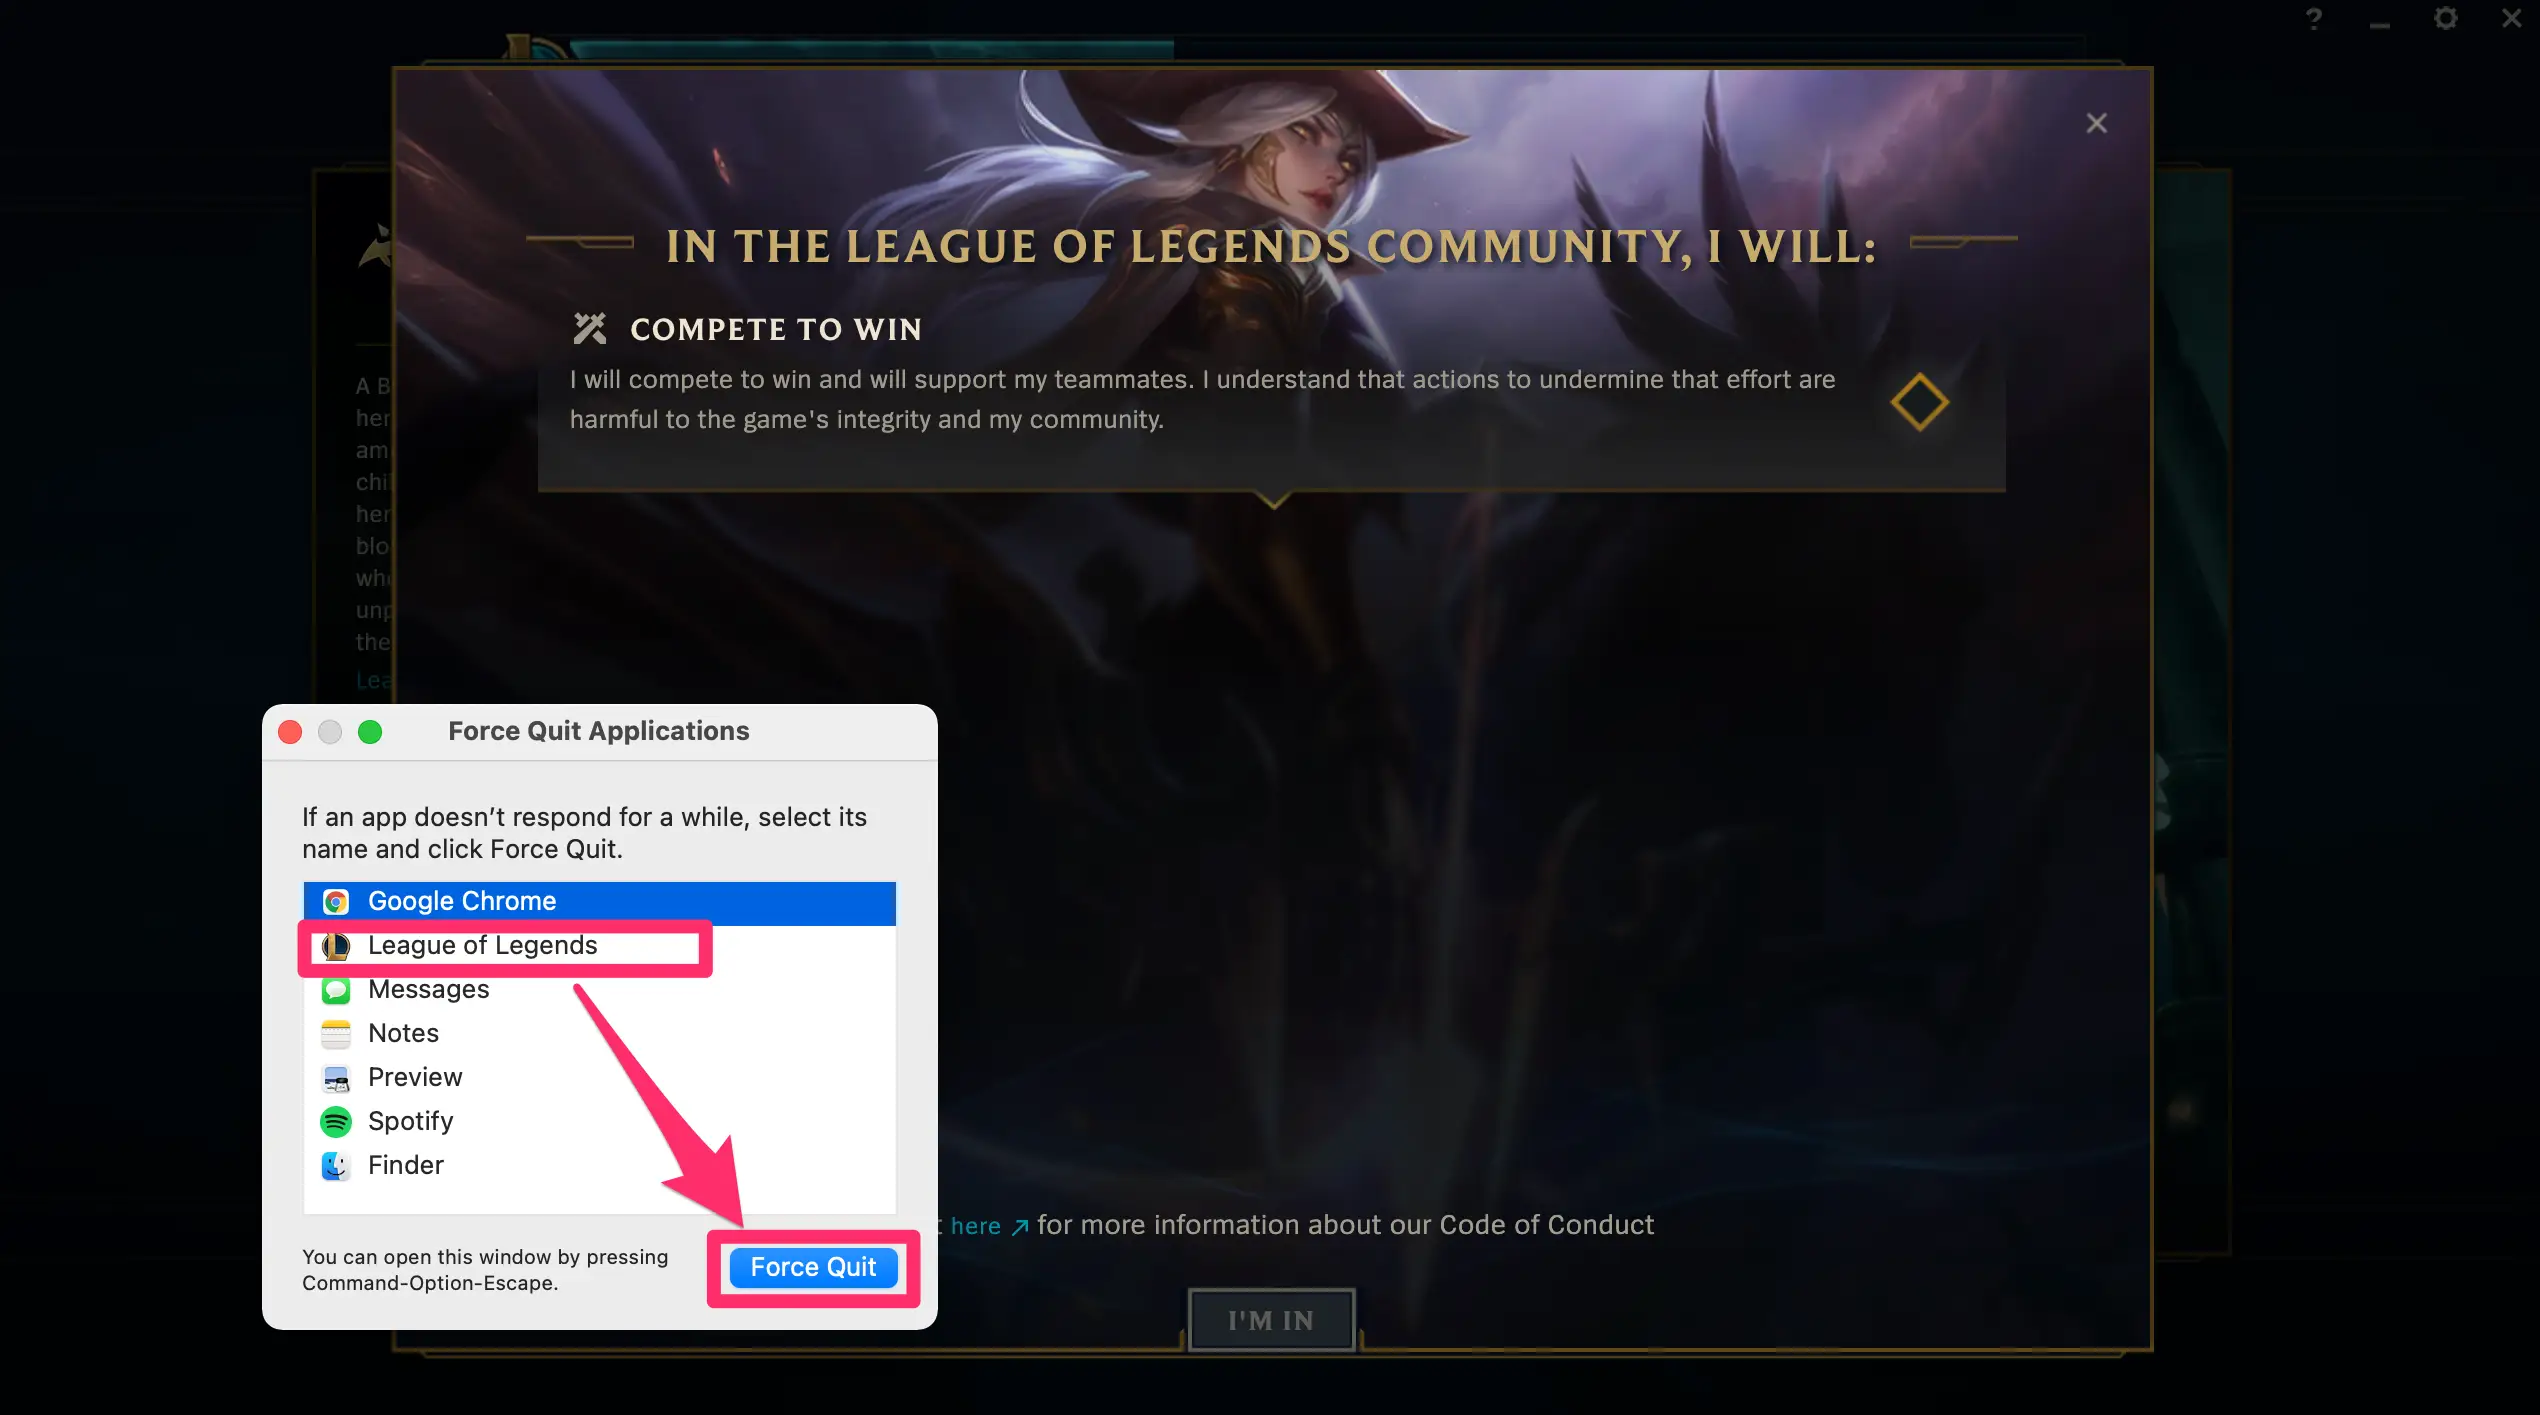 ?
IN THE LEAGUE OF LEGENDS COMMUNITY, I WILL:
COMPETE TO WIN
I will compete to win and will support my teammates. I understand that actions to undermine that effort are
harmful to the game's integrity and my community.
A B
her
am
chi
her
blo
who
unp
the
Lea
Force Quit Applications
If an app doesn't respond for a while, select its
name and click Force Quit.
Google Chrome
League of Legends
Messages
Notes
Preview
Spotify
Finder
You can open this window by pressing
Command-Option-Escape.
Force Quit
here ↗ for more information about our Code of Conduct
I'M IN